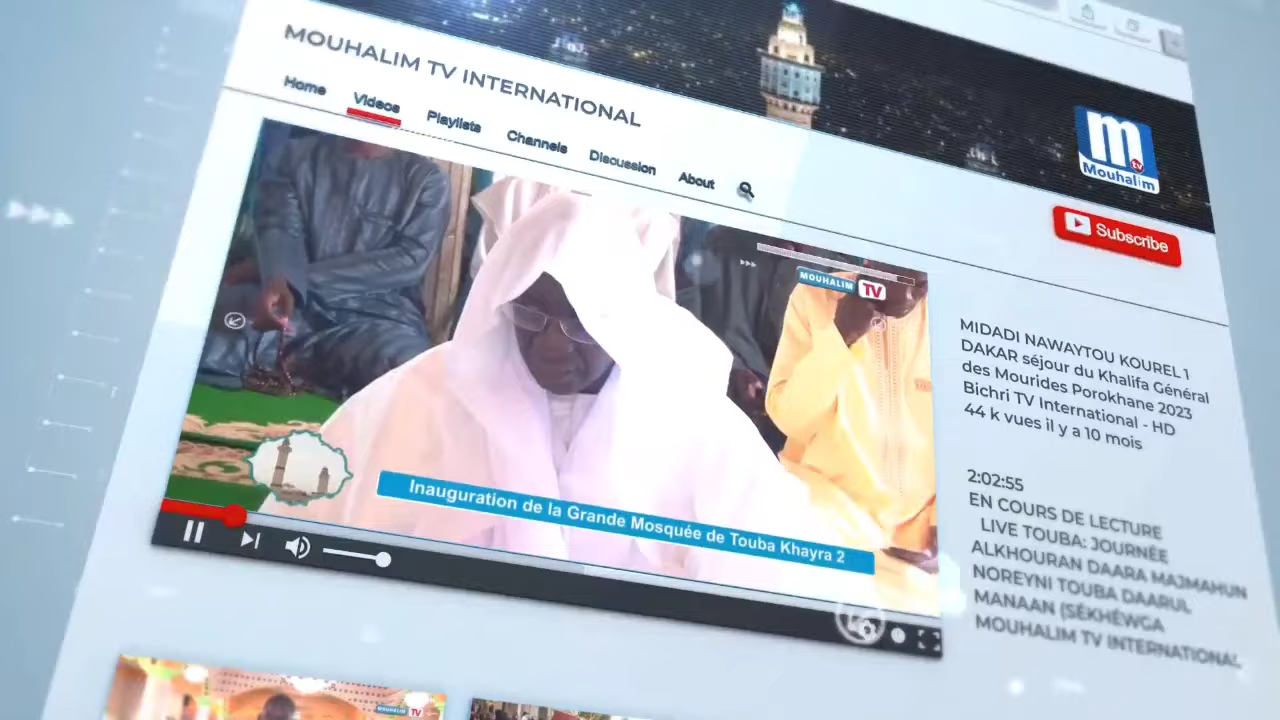 MOUHALIM TV INTERNATIONAL
Home Videos Playlists Channels Discussion About
m tv
Mouhalim
Subscribe
MOUHALIM TV
Inauguration de la Grande Mosquée de Touba Khayra 2
MIDADI NAWAYTOU KOUREL 1
DAKAR séjour du Khalifa Général
des Mourides Porokhane 2023
Bichri TV International - HD
44 k vues il y a 10 mois
2:02:55
EN COURS DE LECTURE
LIVE TOUBA: JOURNÉE
ALKHOURAN DAARA MAJMAHUN
NOREYNI TOUBA DAARUL
MANAAN (SÉKHÉWGA
MOUHALIM TV INTERNATIONAL
MOUHALIM TV